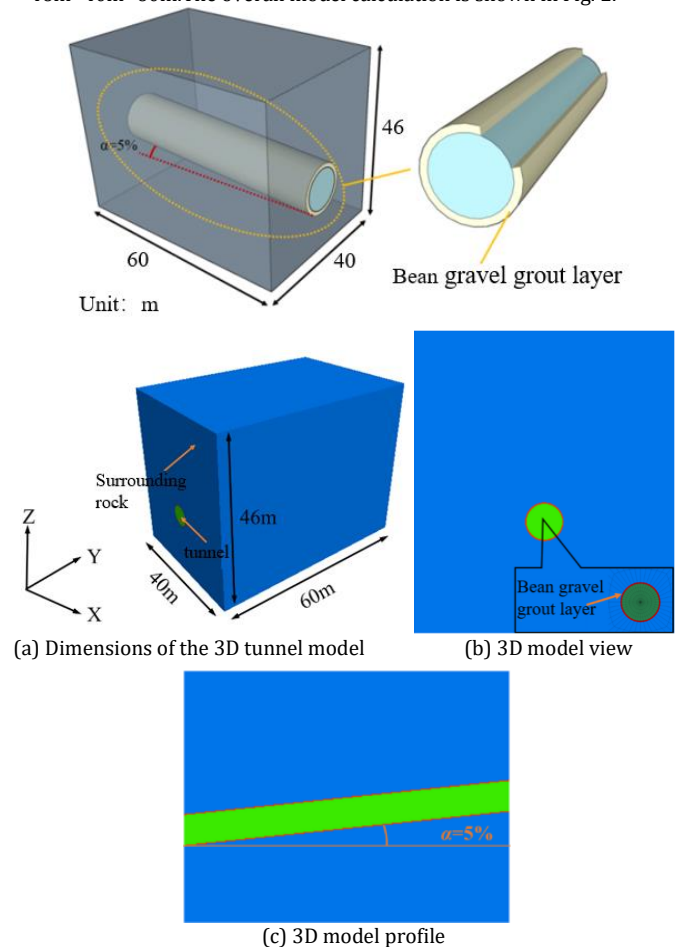 46
α=5%
60
40
Unit: m
Bean gravel grout layer
Surrounding
rock
tunnel
46m
Z
Y
X
40m
60m
Bean gravel
grout layer
(a) Dimensions of the 3D tunnel model
(b) 3D model view
α=5%
(c) 3D model profile